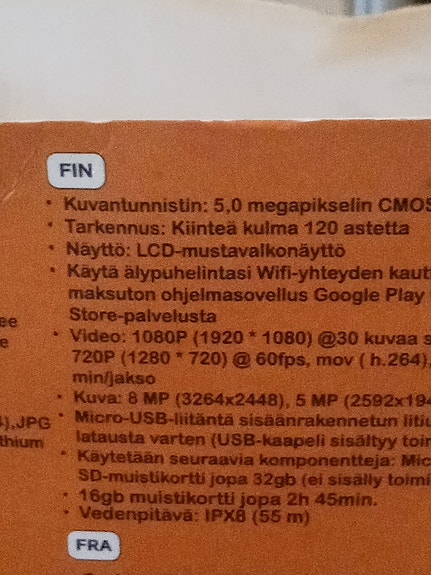 FIN
• Kuvantunnistin: 5,0 megapikselin CMOS
• Tarkennus: Kiinteä kulma 120 astetta
• Näyttö: LCD-mustavalkonäyttö
• Käytä älypuhelintasi Wifi-yhteyden kautt
maksuton ohjelmasovellus Google Play
Store-palvelusta
• Video: 1080P (1920 * 1080) @30 kuvaa s
720P (1280 * 720) @ 60fps, mov ( h.264),
min/jakso
• Kuva: 8 MP (3264x2448), 5 MP (2592x194
• Micro-USB-liitäntä sisäänrakennetun litiu
latausta varten (USB-kaapeli sisältyy toim
• Käytetään seuraavia komponentteja: Mic
SD-muistikortti jopa 32gb (ei sisälly toimi
• 16gb muistikortti jopa 2h 45min.
• Vedenpitävä: IPX8 (55 m)
FRA
ee
e
),JPG
thium